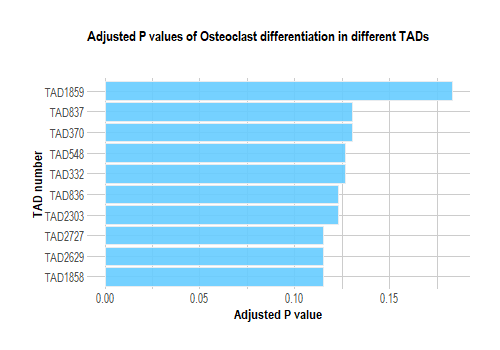 Adjusted P values of Osteoclast differentiation in different TADs
TAD1859
TAD837
TAD370
TAD548
TAD332
TAD836
TAD2303
TAD2727
TAD2629
TAD1858
TAD number
0.00 0.05 0.10 0.15
Adjusted P value